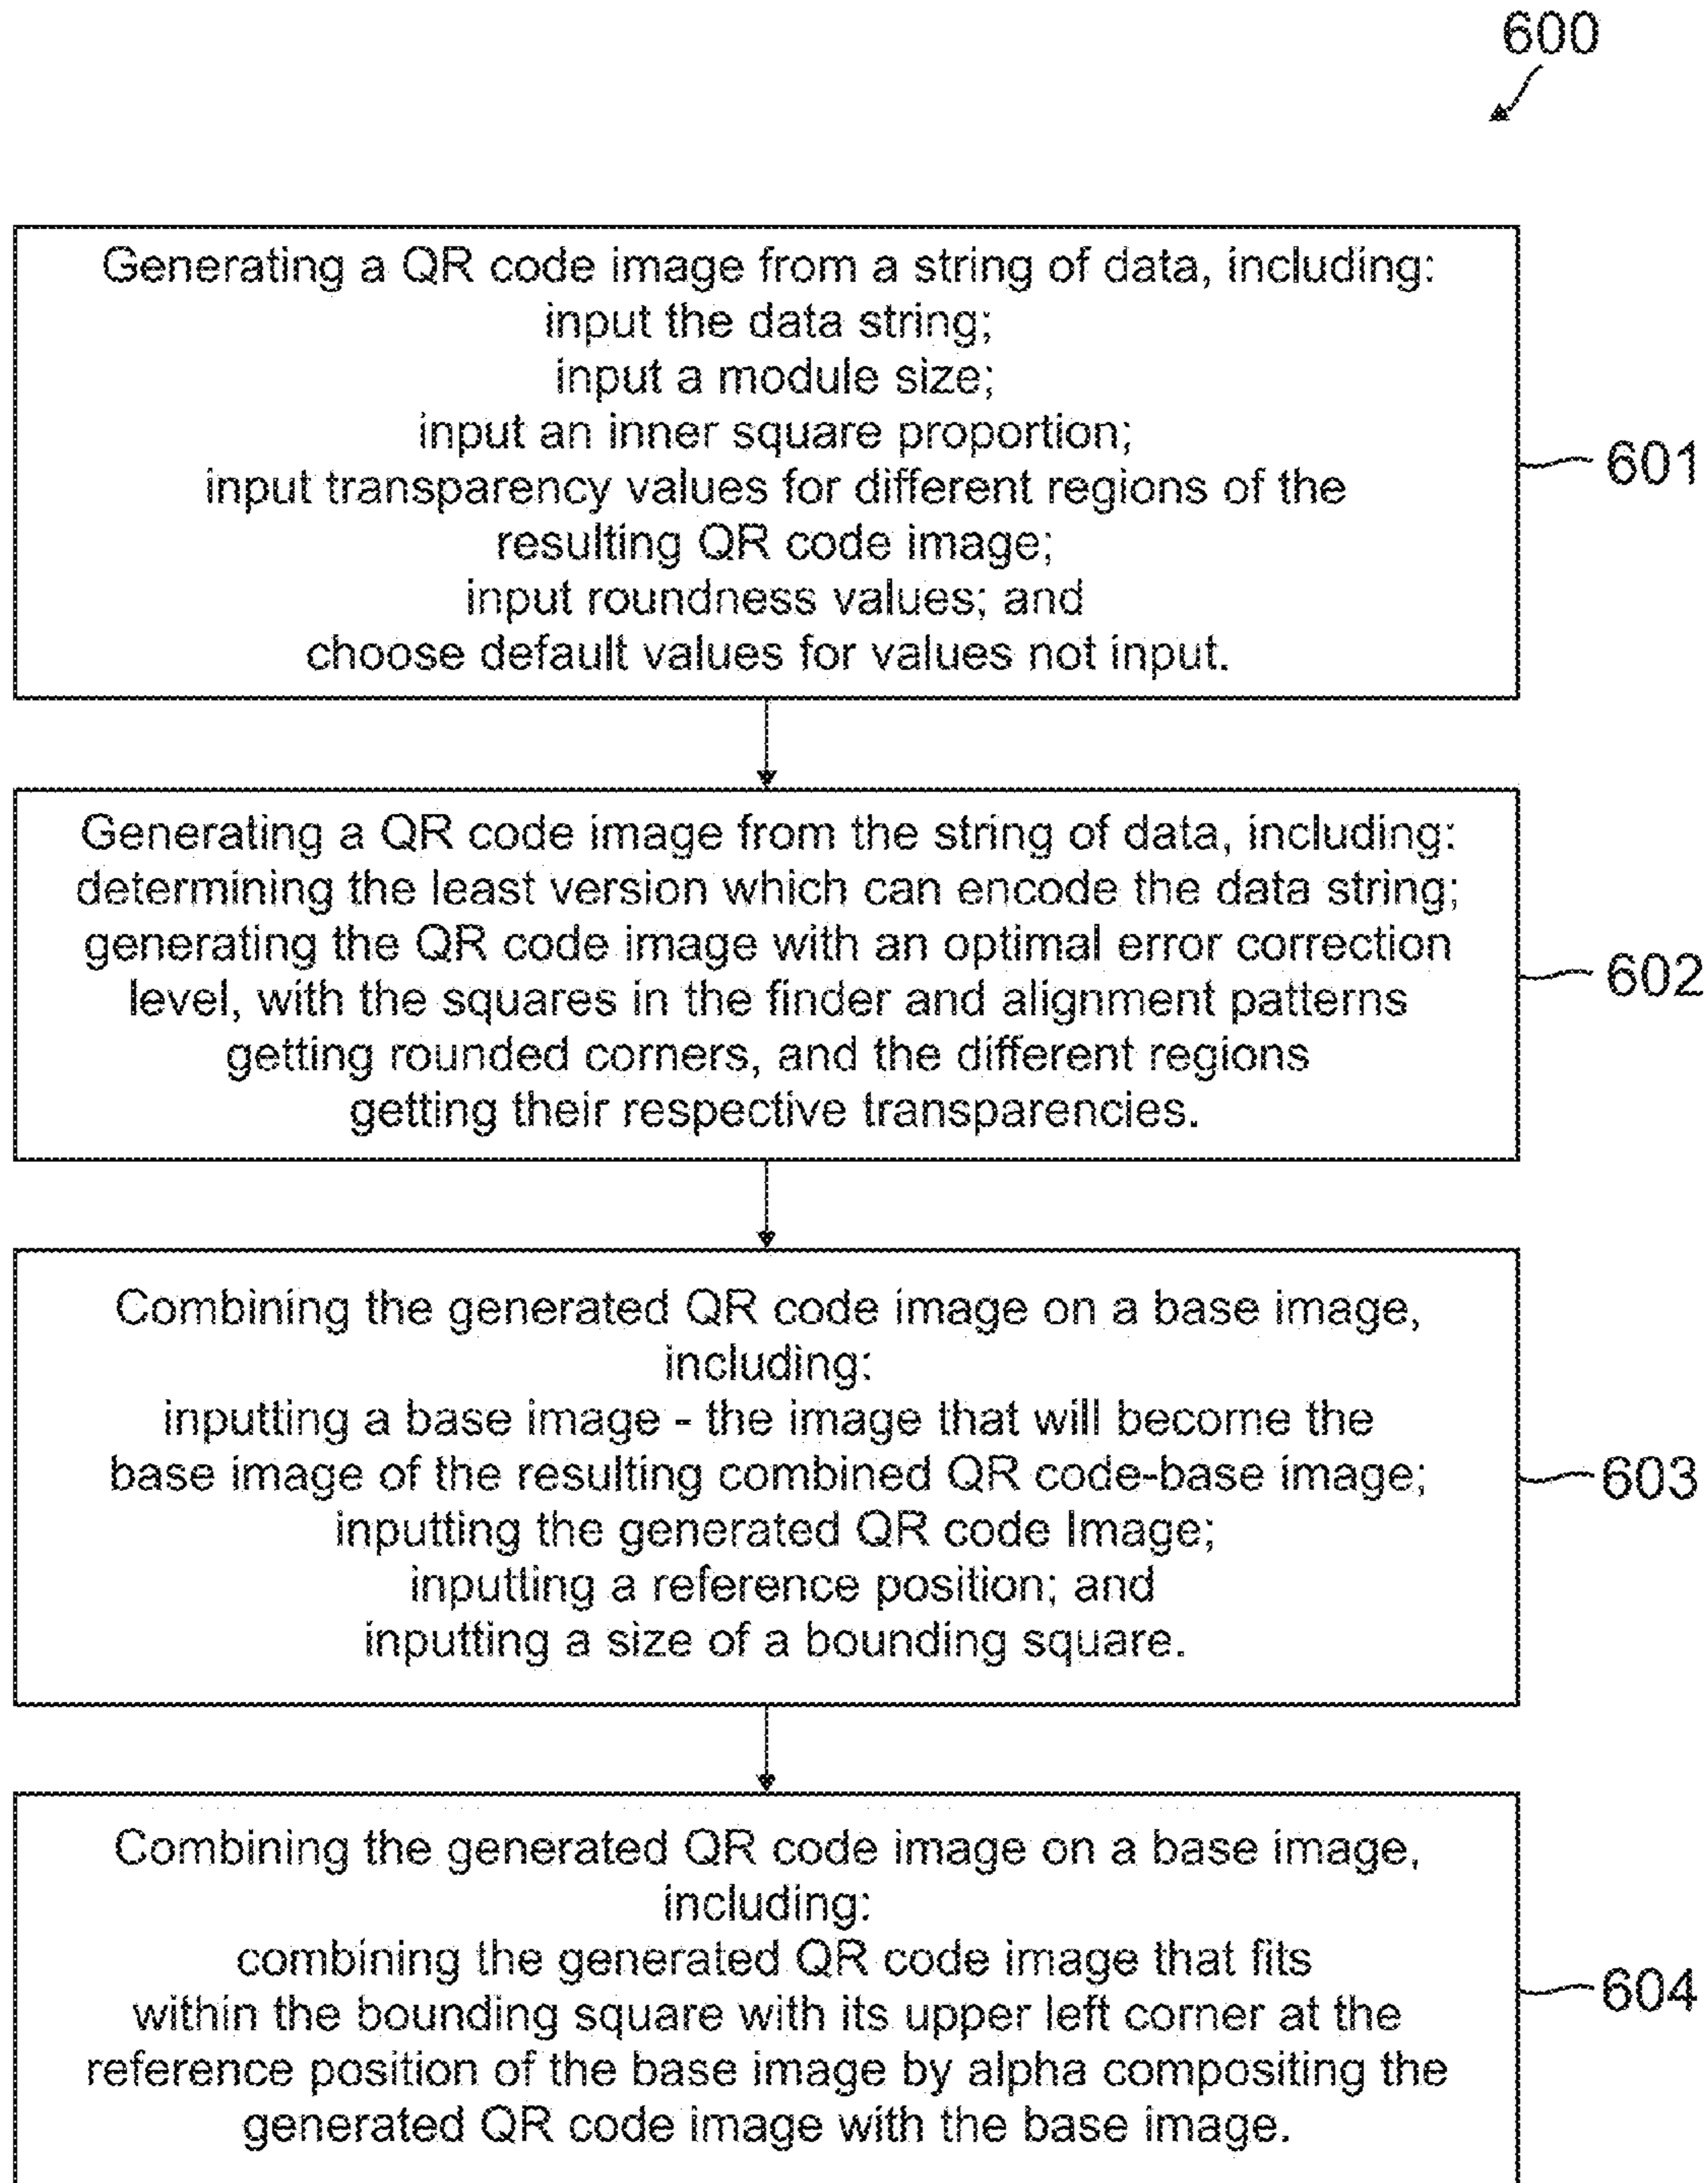 600
Generating a QR code image from a string of data, including:
input the data string;
input a module size;
input an inner square proportion;
input transparency values for different regions of the
resulting QR code image;
input roundness values; and
choose default values for values not input.
601
Generating a QR code image from the string of data, including:
determining the least version which can encode the data string;
generating the QR code image with an optimal error correction
level, with the squares in the finder and alignment patterns
getting rounded corners, and the different regions
getting their respective transparencies.
602
Combining the generated QR code image on a base image,
including:
inputting a base image - the image that will become the
base image of the resulting combined QR code-base image;
inputting the generated QR code Image;
inputting a reference position; and
inputting a size of a bounding square.
603
Combining the generated QR code image on a base image,
including:
combining the generated QR code image that fits
within the bounding square with its upper left corner at the
reference position of the base image by alpha compositing the
generated QR code image with the base image.
604